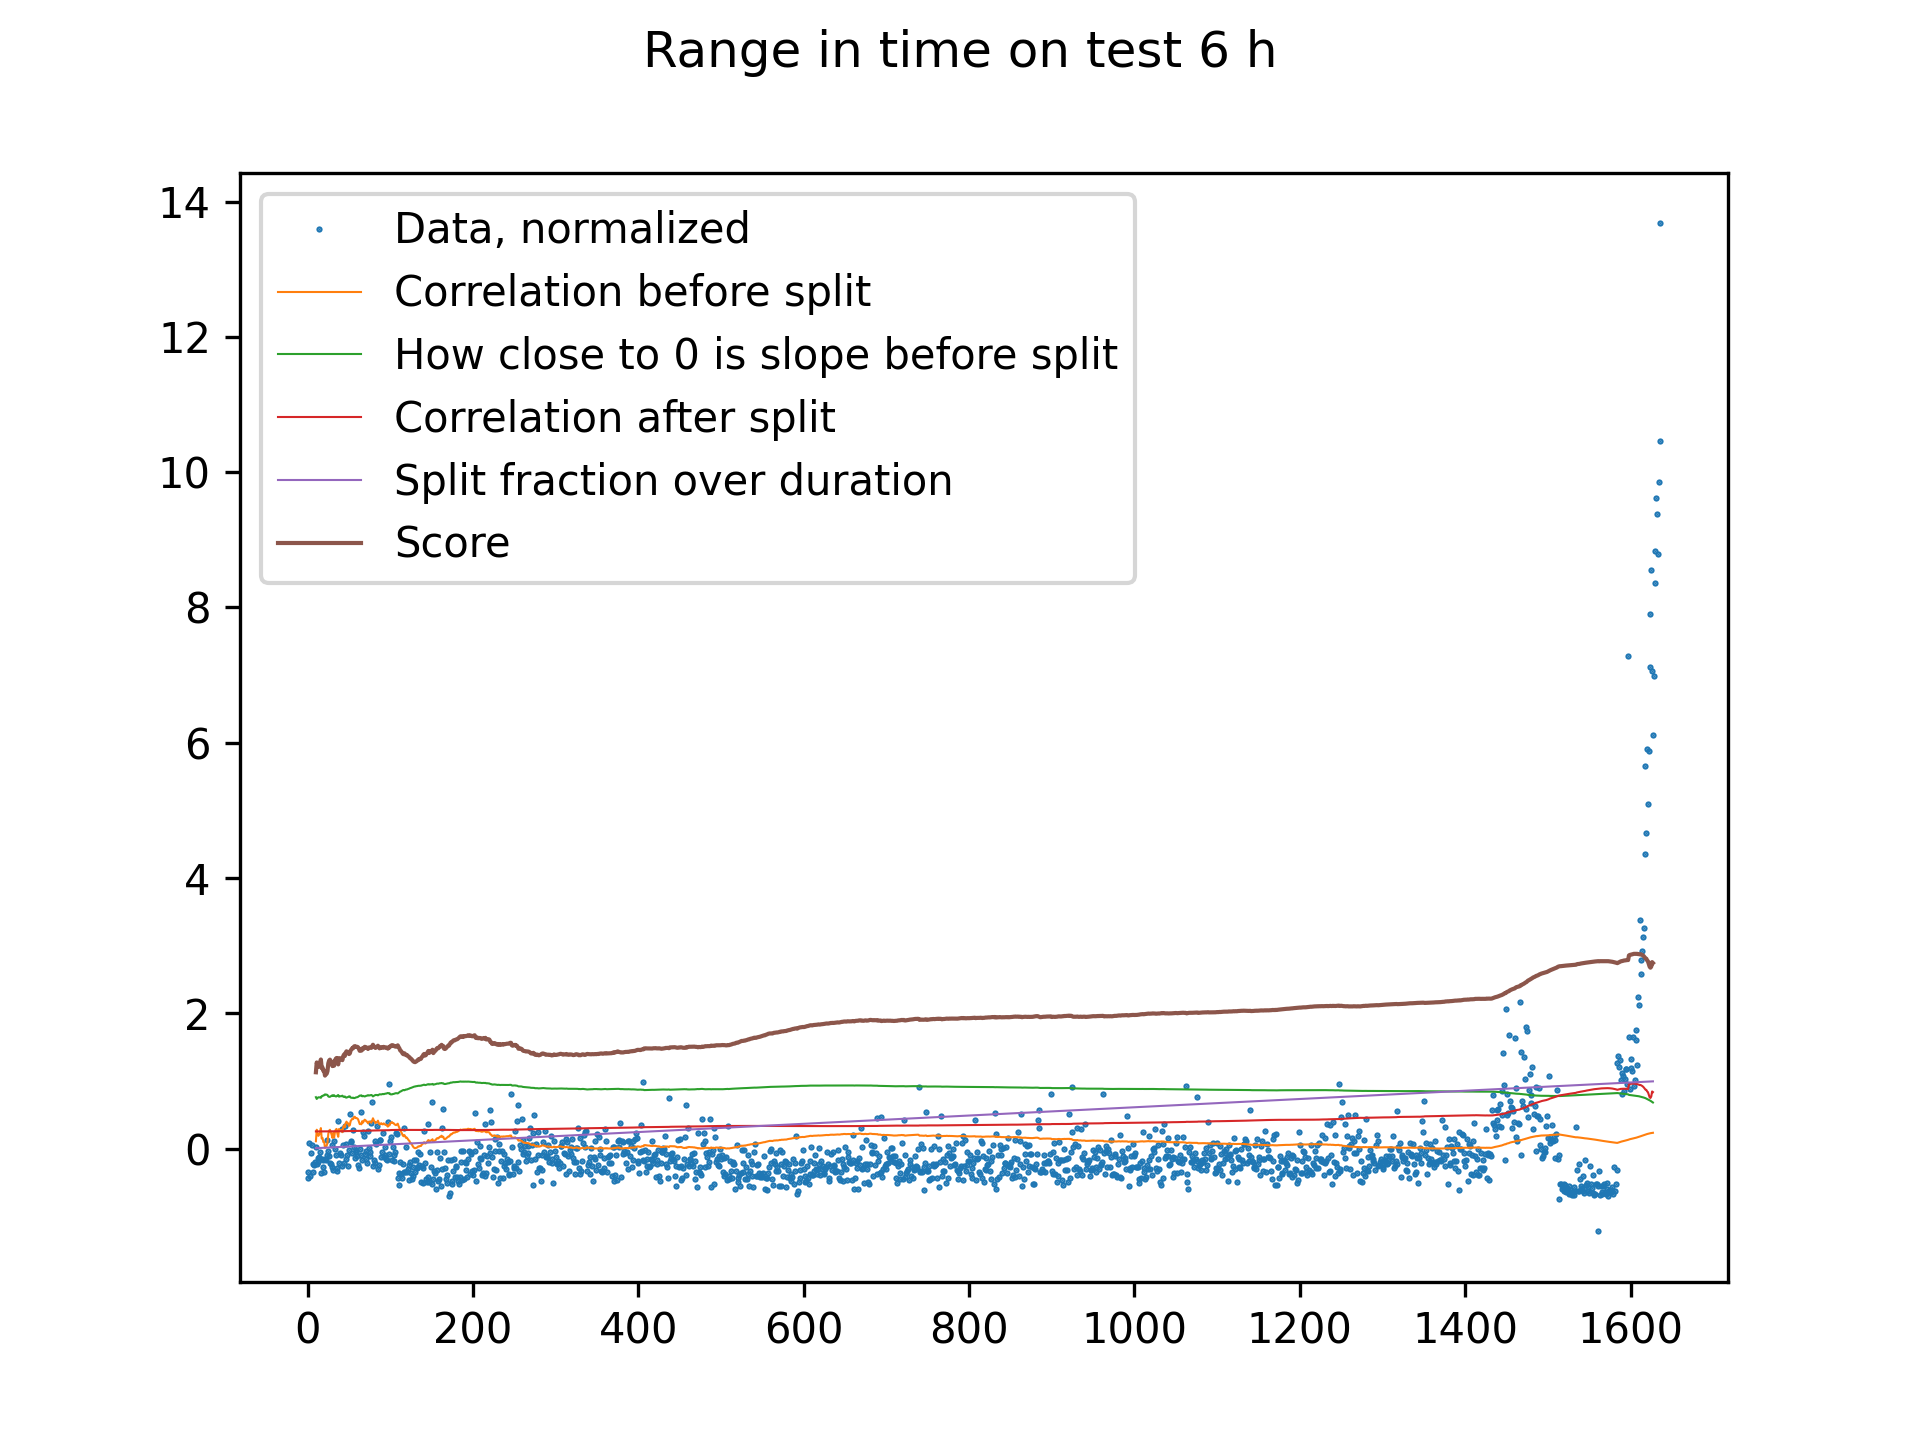 Range in time on test 6 h
14
12
10
8
6
4
2
0
Data, normalized
Correlation before split
How close to 0 is slope before split
Correlation after split
Split fraction over duration
Score
0 200 400 600 800 1000 1200 1400 1600